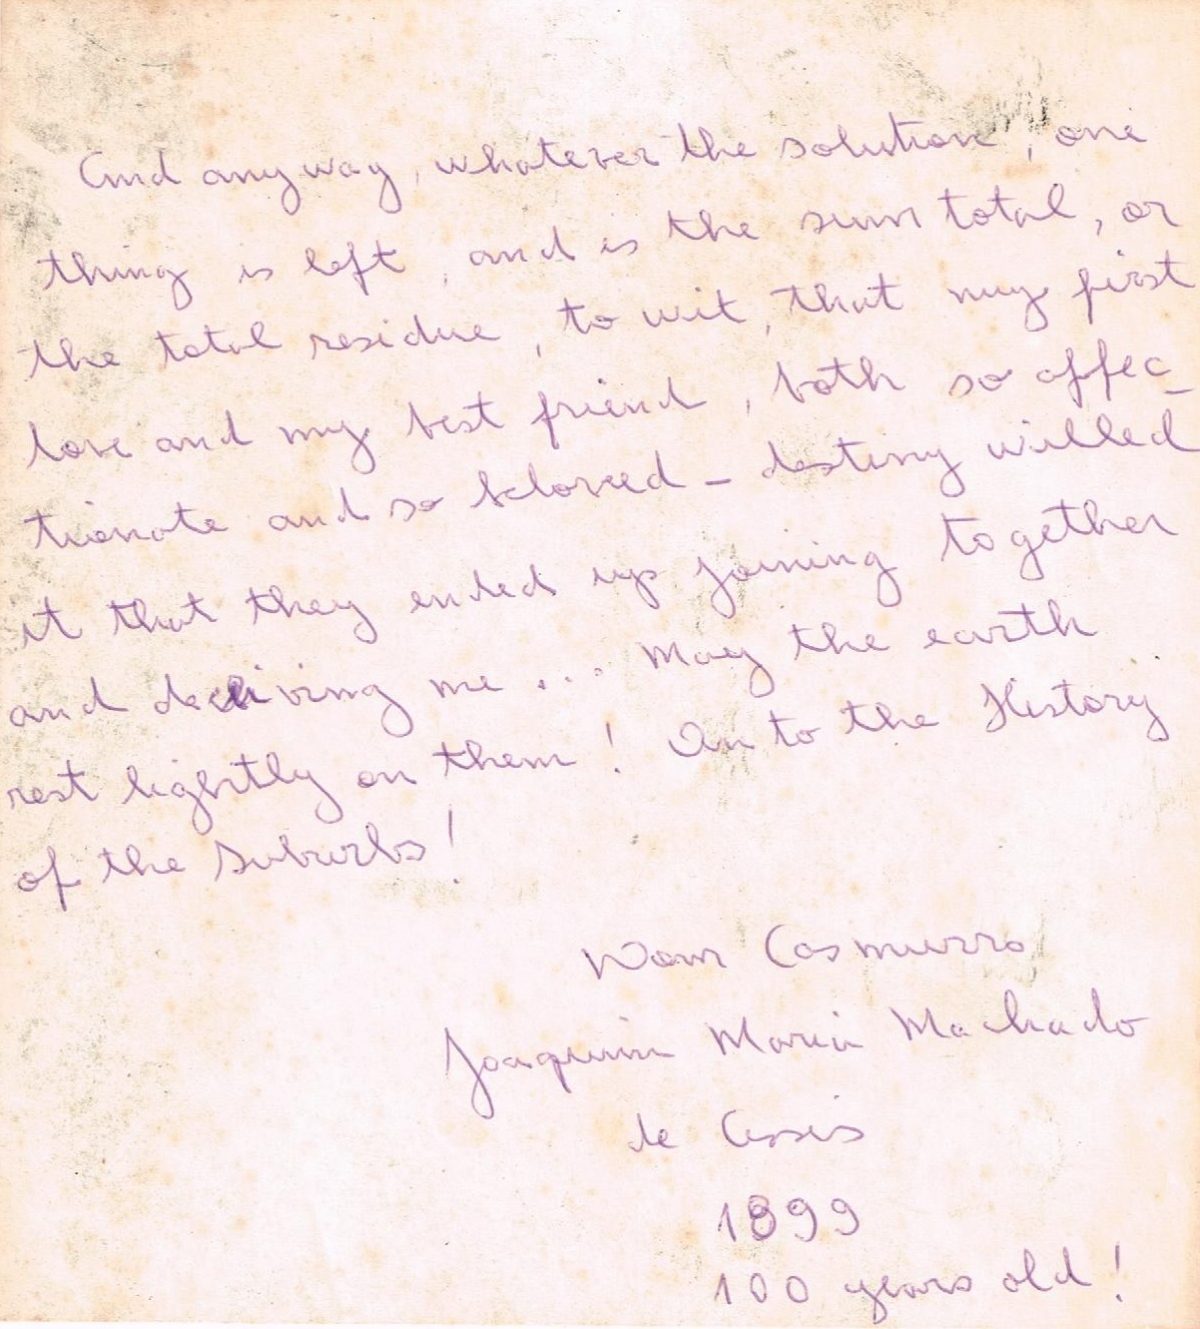 And anyway, whatever the solution, one
thing is left, and is the sum total, or
the total residue, to wit, that my first
love and my best friend, both so affec_
tionate and so beloved - destiny willed
it that they ended up joining together
and deceiving me... May the earth
rest lightly on them! On to the History
of the Suburbs!
Dom Casmurro
Joaquim Maria Machado
de Assis
1899
100 years old!